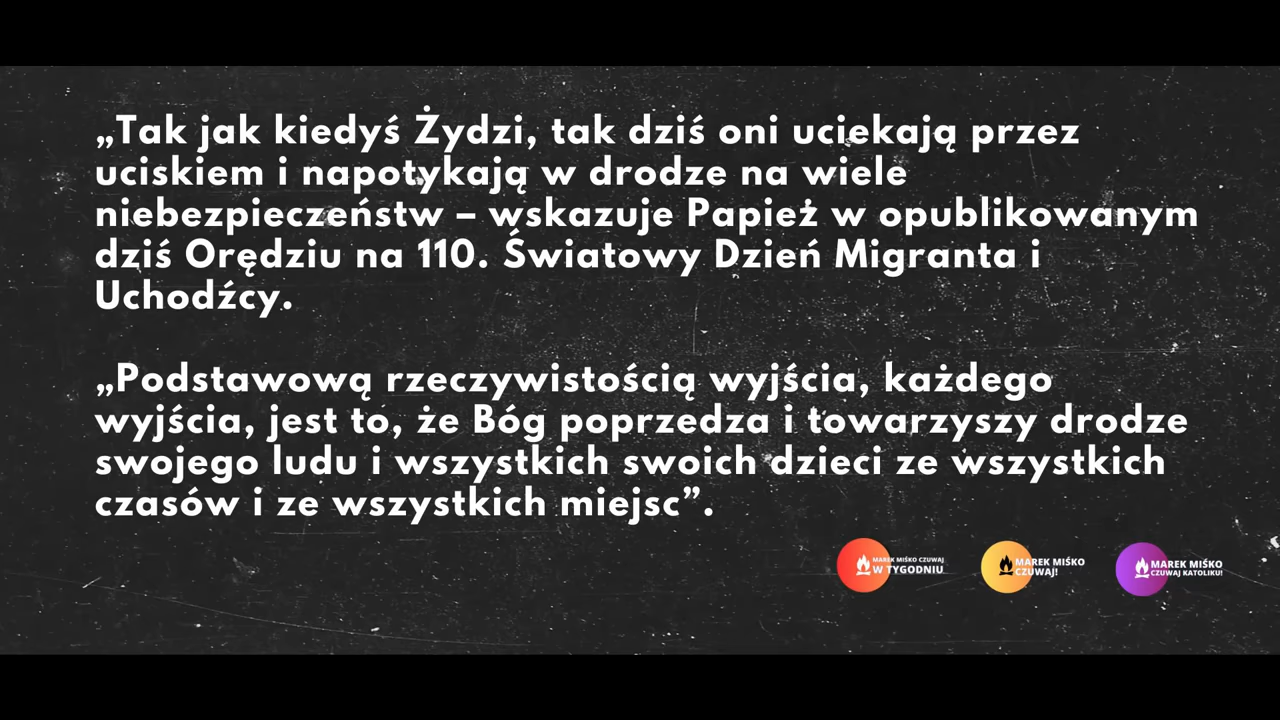 „Tak jak kiedyś Żydzi, tak dziś oni uciekają przez
uciskiem i napotykają w drodze na wiele
niebezpieczeństw – wskazuje Papież w opublikowanym
dziś Orędziu na 110. Światowy Dzień Migranta i
Uchodźcy.
„Podstawową rzeczywistością wyjścia, każdego
wyjścia, jest to, że Bóg poprzedza i towarzyszy drodze
swojego ludu i wszystkich swoich dzieci ze wszystkich
czasów i ze wszystkich miejsc”.
MAREK MIŚKO CZUWAJ
W TYGODNIU
MAREK MIŚKO
CZUWAJ!
MAREK MIŚKO
CZUWAJ KATOLIKU!